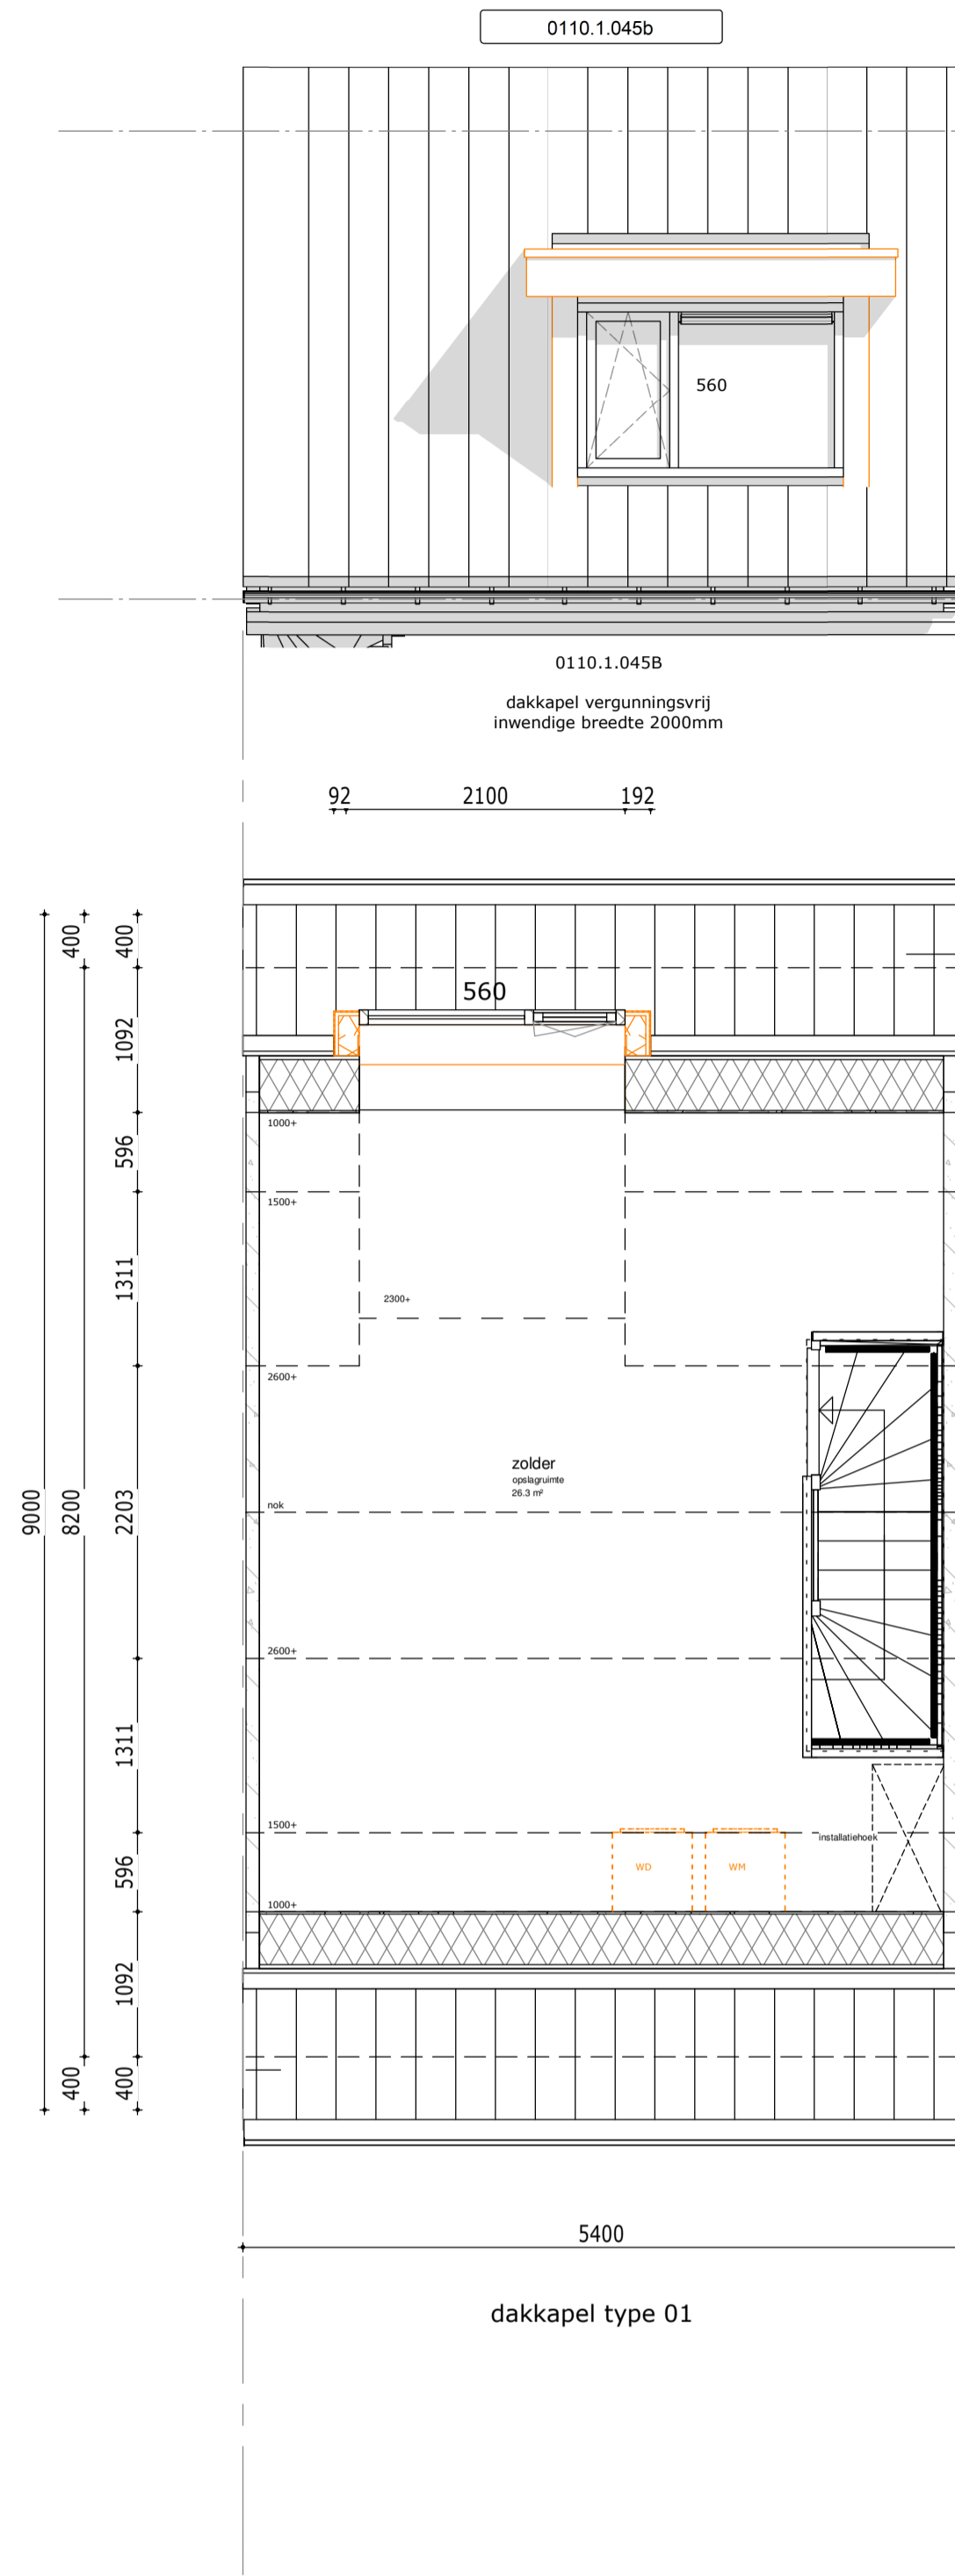 0110.1.045b
560
0110.1.045B
dakkapel vergunningsvrij
inwendige breedte 2000mm
92 2100 192
400 400
560
1092
1000+
596
1500+
1311
2300+
2600+
zolder
opslagruimte
26.3 m²
nok
9000 8200 2203
2600+
1311
1500+
installatiehoek
WD WM
596
1000+
1092
400 400
5400
dakkapel type 01